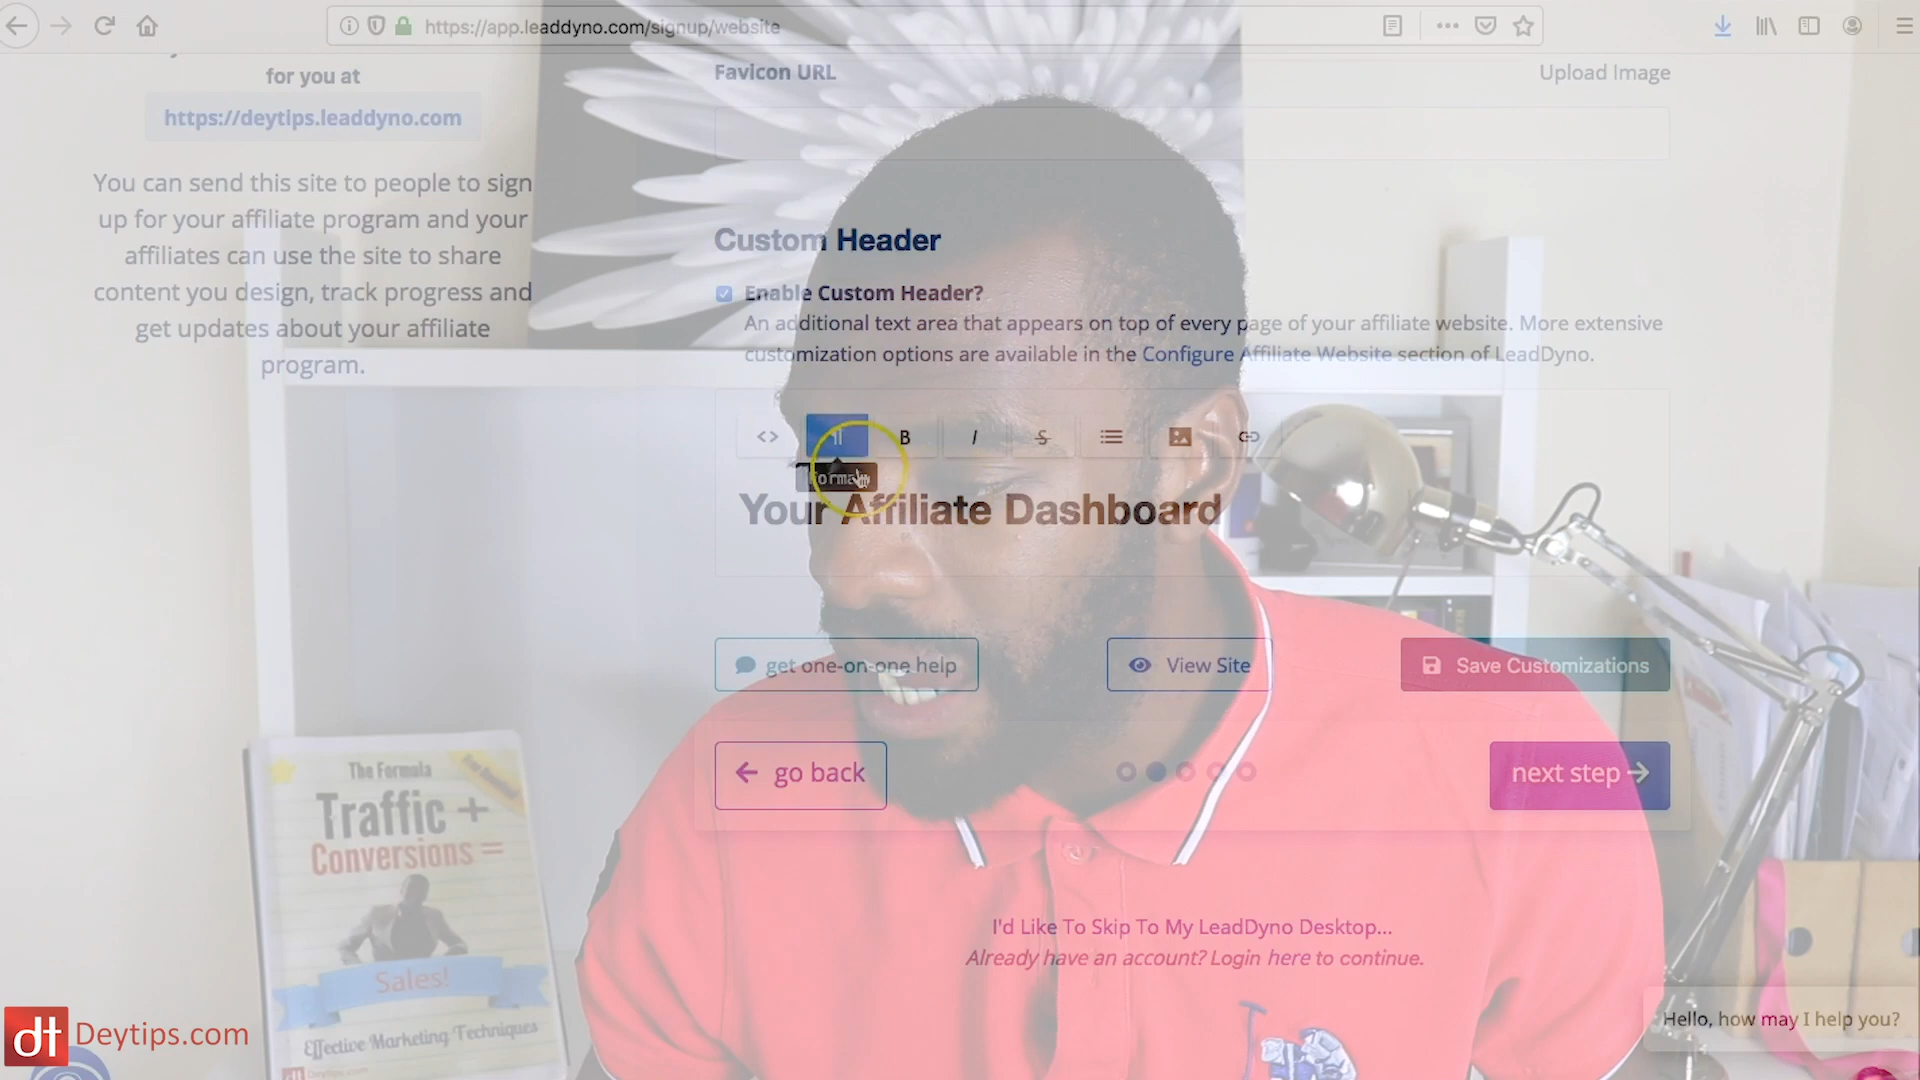 https://app.leaddyno.com/signup/website
for you at
https://deytips.leaddyno.com
You can send this site to people to sign
up for your affiliate program and your
affiliates can use the site to share
content you design, track progress and
get updates about your affiliate
program.
Favicon URL
Upload Image
Custom Header
Enable Custom Header?
An additional text area that appears on top of every page of your affiliate website. More extensive
customization options are available in the Configure Affiliate Website section of LeadDyno.
<> ¶ B I S
Your Affiliate Dashboard
get one-on-one help
View Site
Save Customizations
go back
next step
I'd Like To Skip To My LeadDyno Desktop...
Already have an account? Login here to continue.
Hello, how may I help you?
The Formula
Traffic +
Conversions =
Sales!
Effective Marketing Techniques
Deytips.com
dt Deytips.com